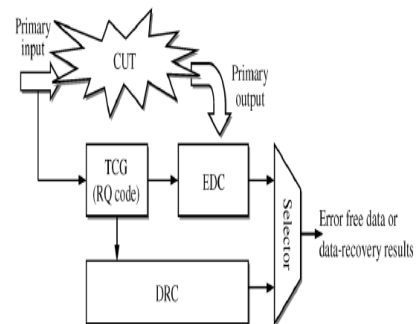 Primary
input
CUT
Primary
output
TCG
(RQ code)
EDC
Selector
Error free data or
data-recovery results
DRC